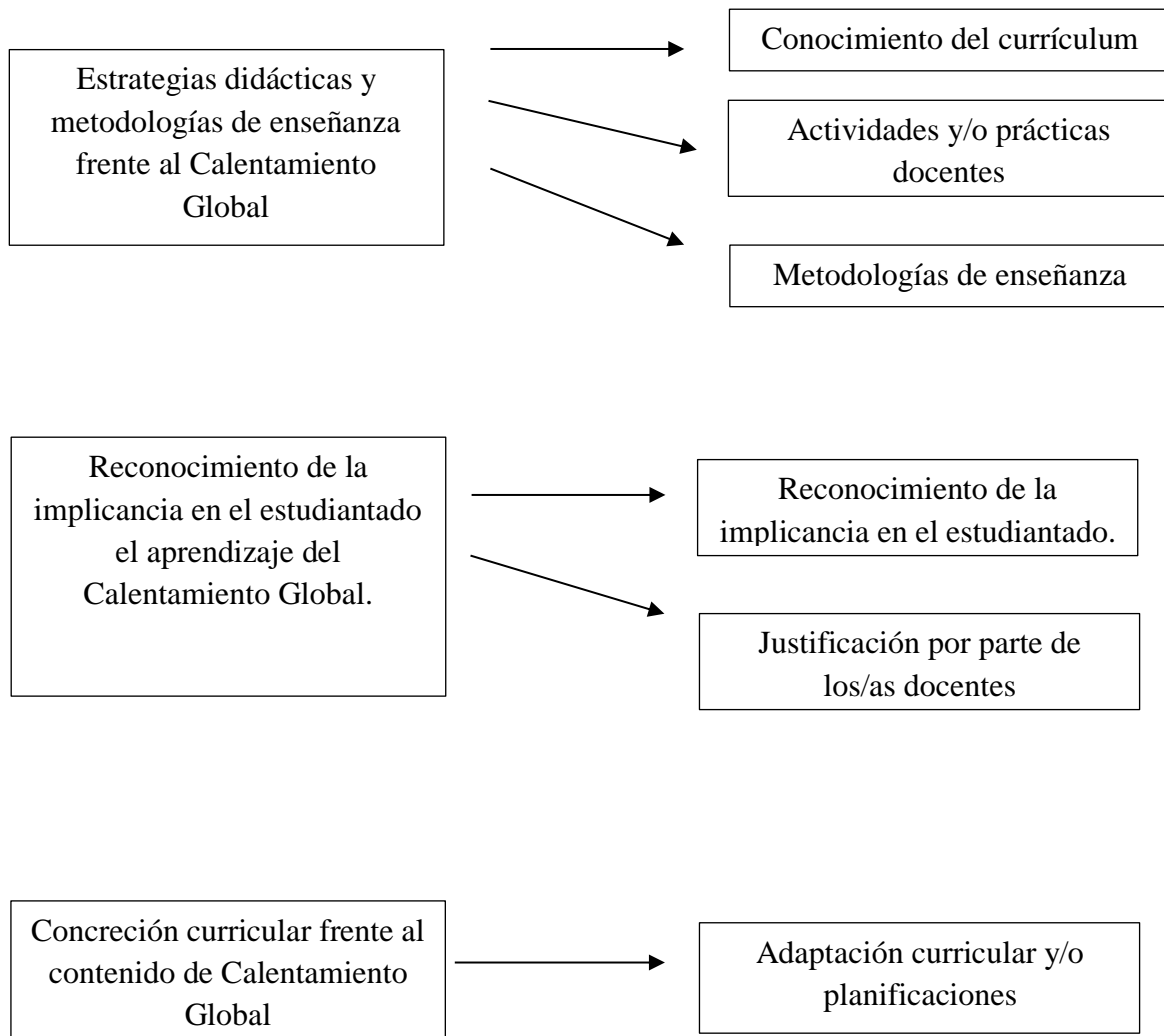 Estrategias didácticas y
metodologías de enseñanza
frente al Calentamiento
Global
Conocimiento del currículum
Actividades y/o prácticas
docentes
Metodologías de enseñanza
Reconocimiento de la
implicancia en el estudiantado
el aprendizaje del
Calentamiento Global.
Reconocimiento de la
implicancia en el estudiantado.
Justificación por parte de
los/as docentes
Concreción curricular frente al
contenido de Calentamiento
Global
Adaptación curricular y/o
planificaciones